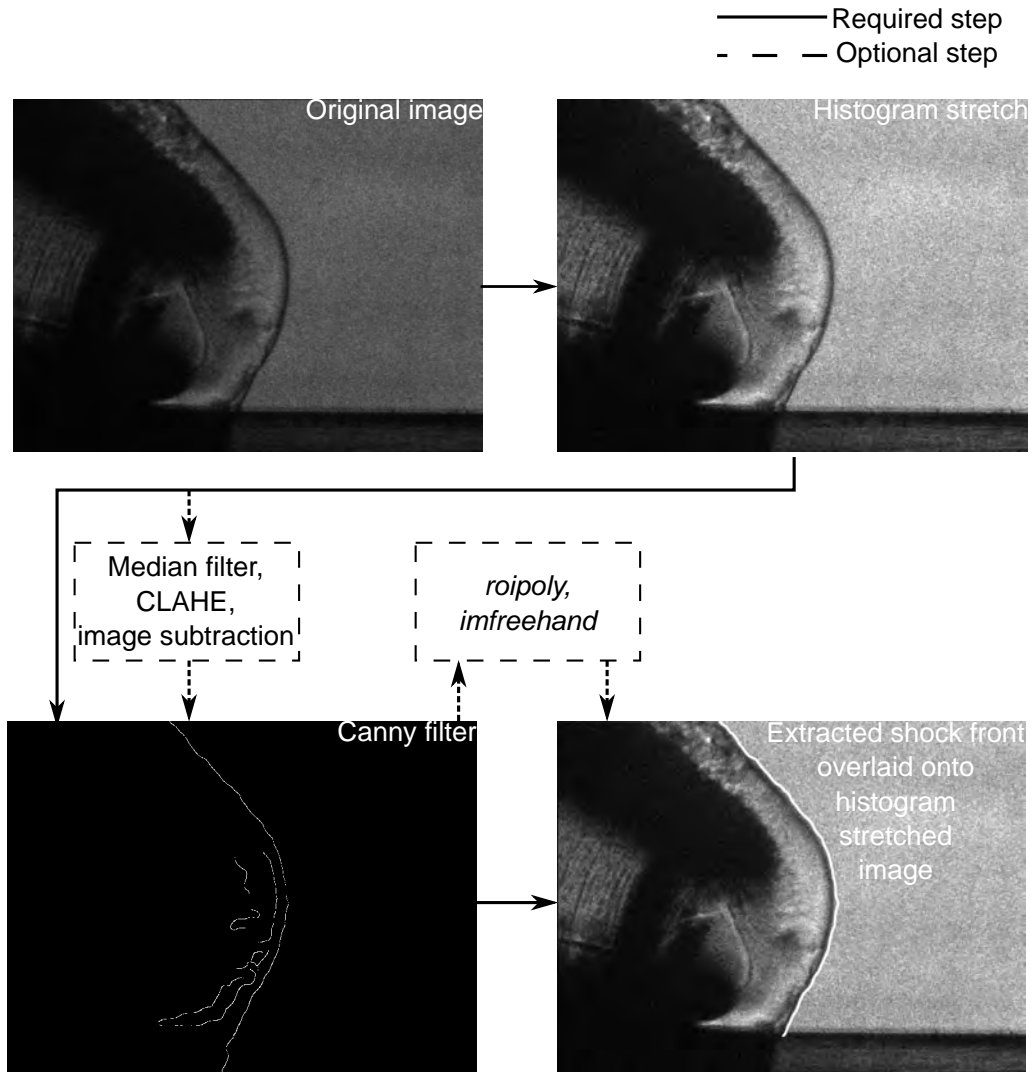 Required step
Optional step
Original image
Histogram stretch
Median filter,
CLAHE,
image subtraction
roipoly,
imfreehand
Canny filter
Extracted shock front
overlaid onto
histogram
stretched
image